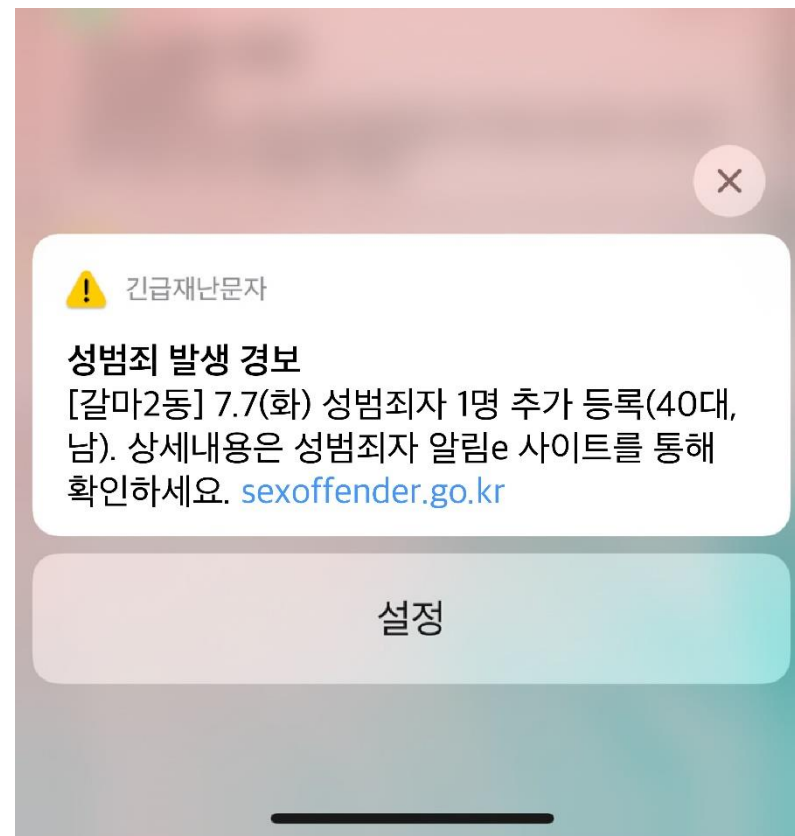 긴급재난문자
성범죄 발생 경보
[갈마2동] 7.7(화) 성범죄자 1명 추가 등록(40대,
남). 상세내용은 성범죄자 알림e 사이트를 통해
확인하세요. sexoffender.go.kr
설정